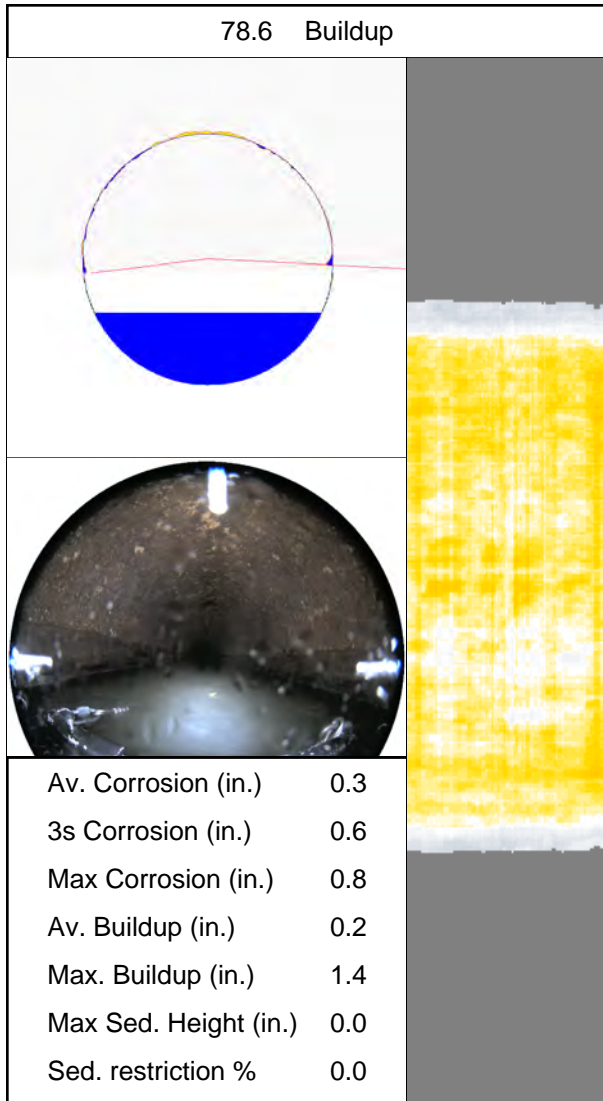 78.6 Buildup
Av. Corrosion (in.) 0.3
3s Corrosion (in.) 0.6
Max Corrosion (in.) 0.8
Av. Buildup (in.) 0.2
Max. Buildup (in.) 1.4
Max Sed. Height (in.) 0.0
Sed. restriction % 0.0